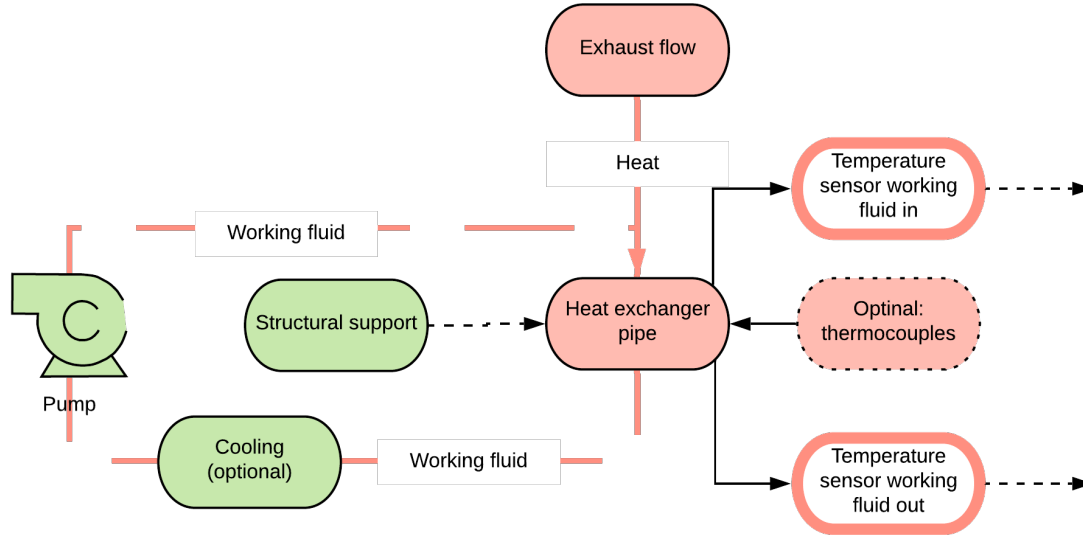 Exhaust flow
Heat
Temperature
sensor working
fluid in
Working fluid
Structural support
Heat exchanger
pipe
Optinal:
thermocouples
Pump
Cooling
(optional)
Working fluid
Temperature
sensor working
fluid out